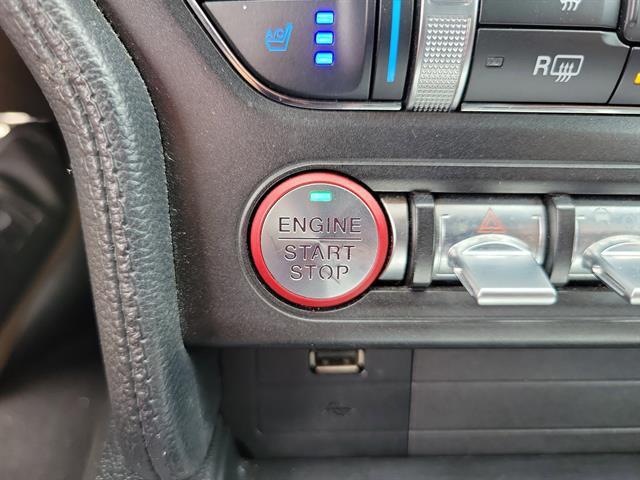 A/C
R
ENGINE
START
STOP